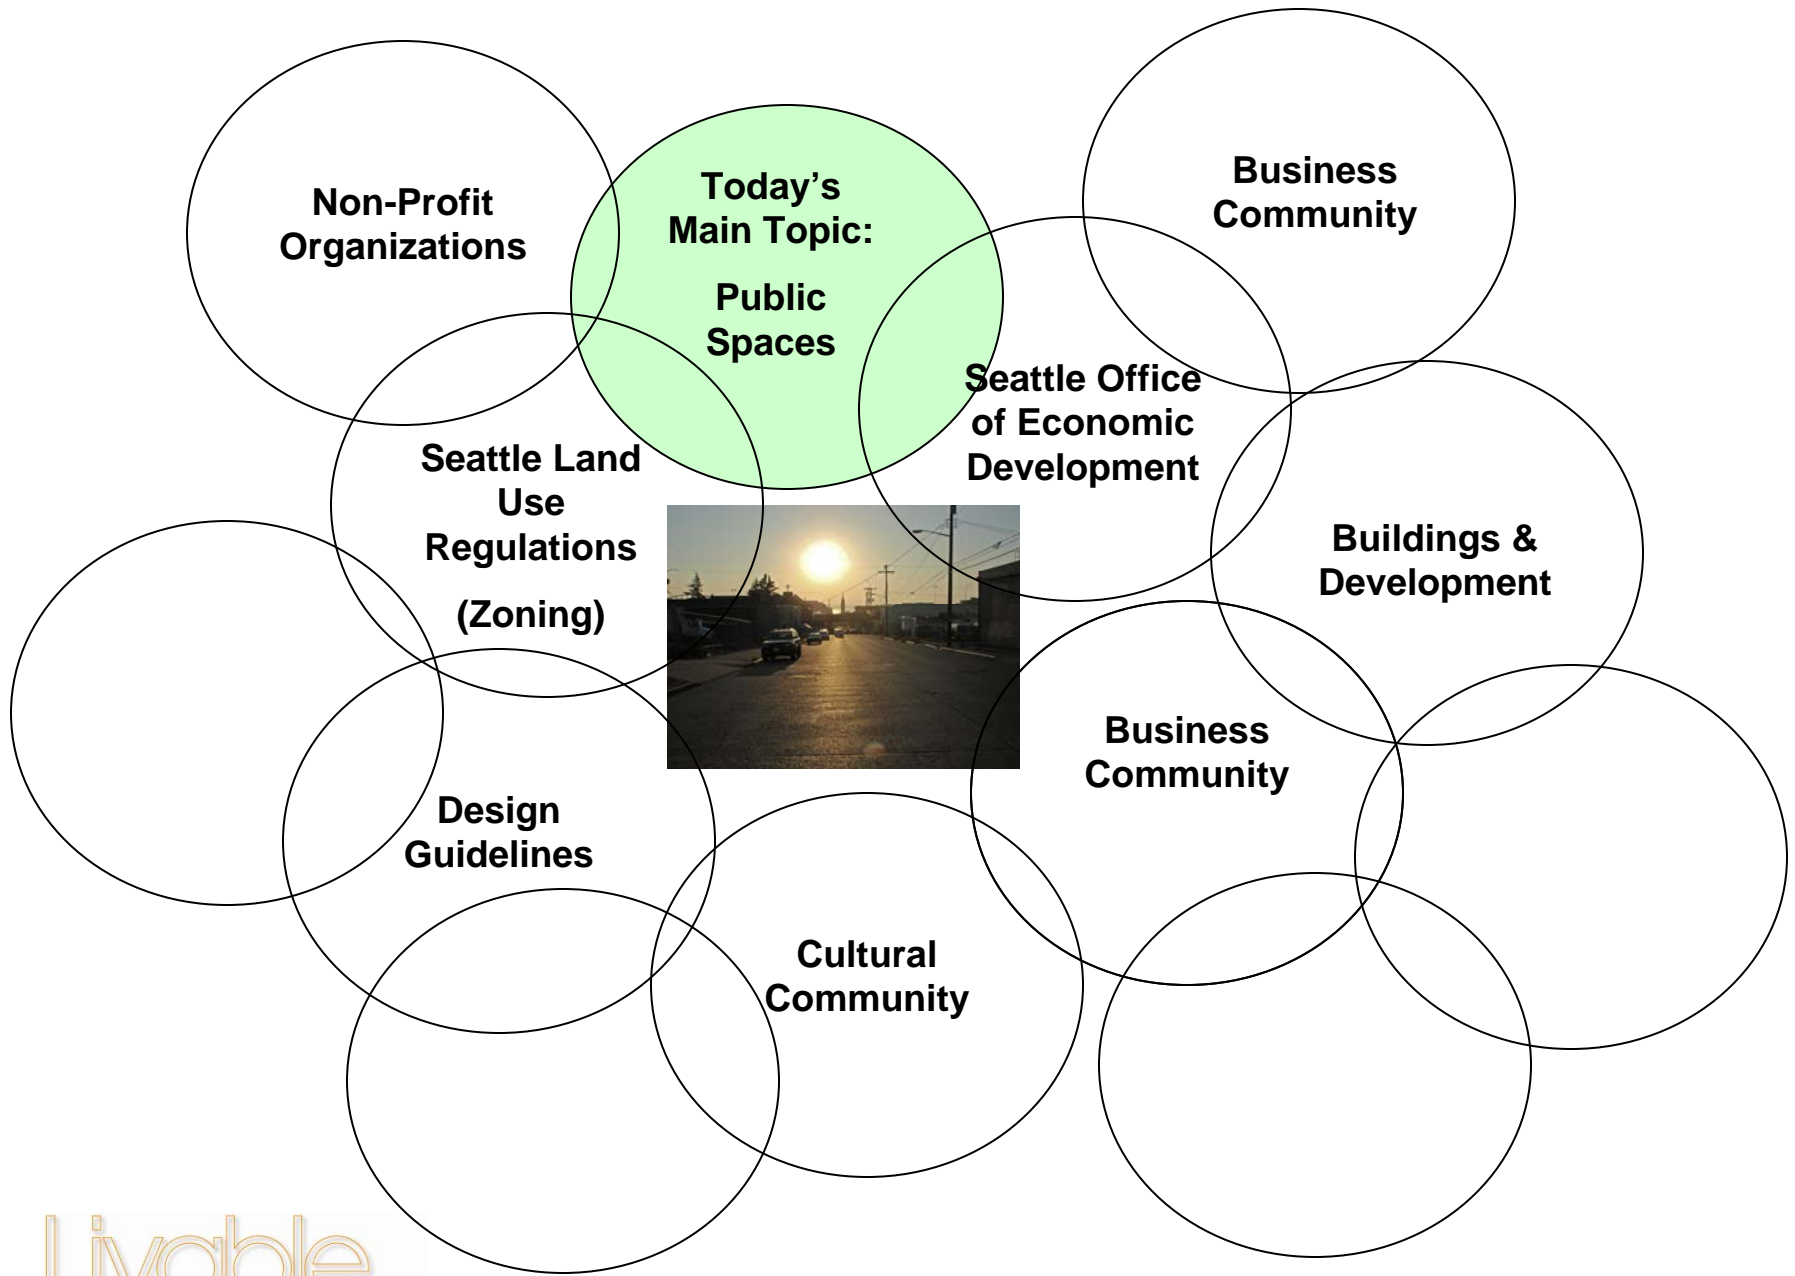 Non-Profit
Organizations
Today’s
Main Topic:
Public
Spaces
Business
Community
Seattle Office
of Economic
Development
Seattle Land
Use
Regulations
(Zoning)
Buildings &
Development
Business
Community
Design
Guidelines
Cultural
Community
Livable